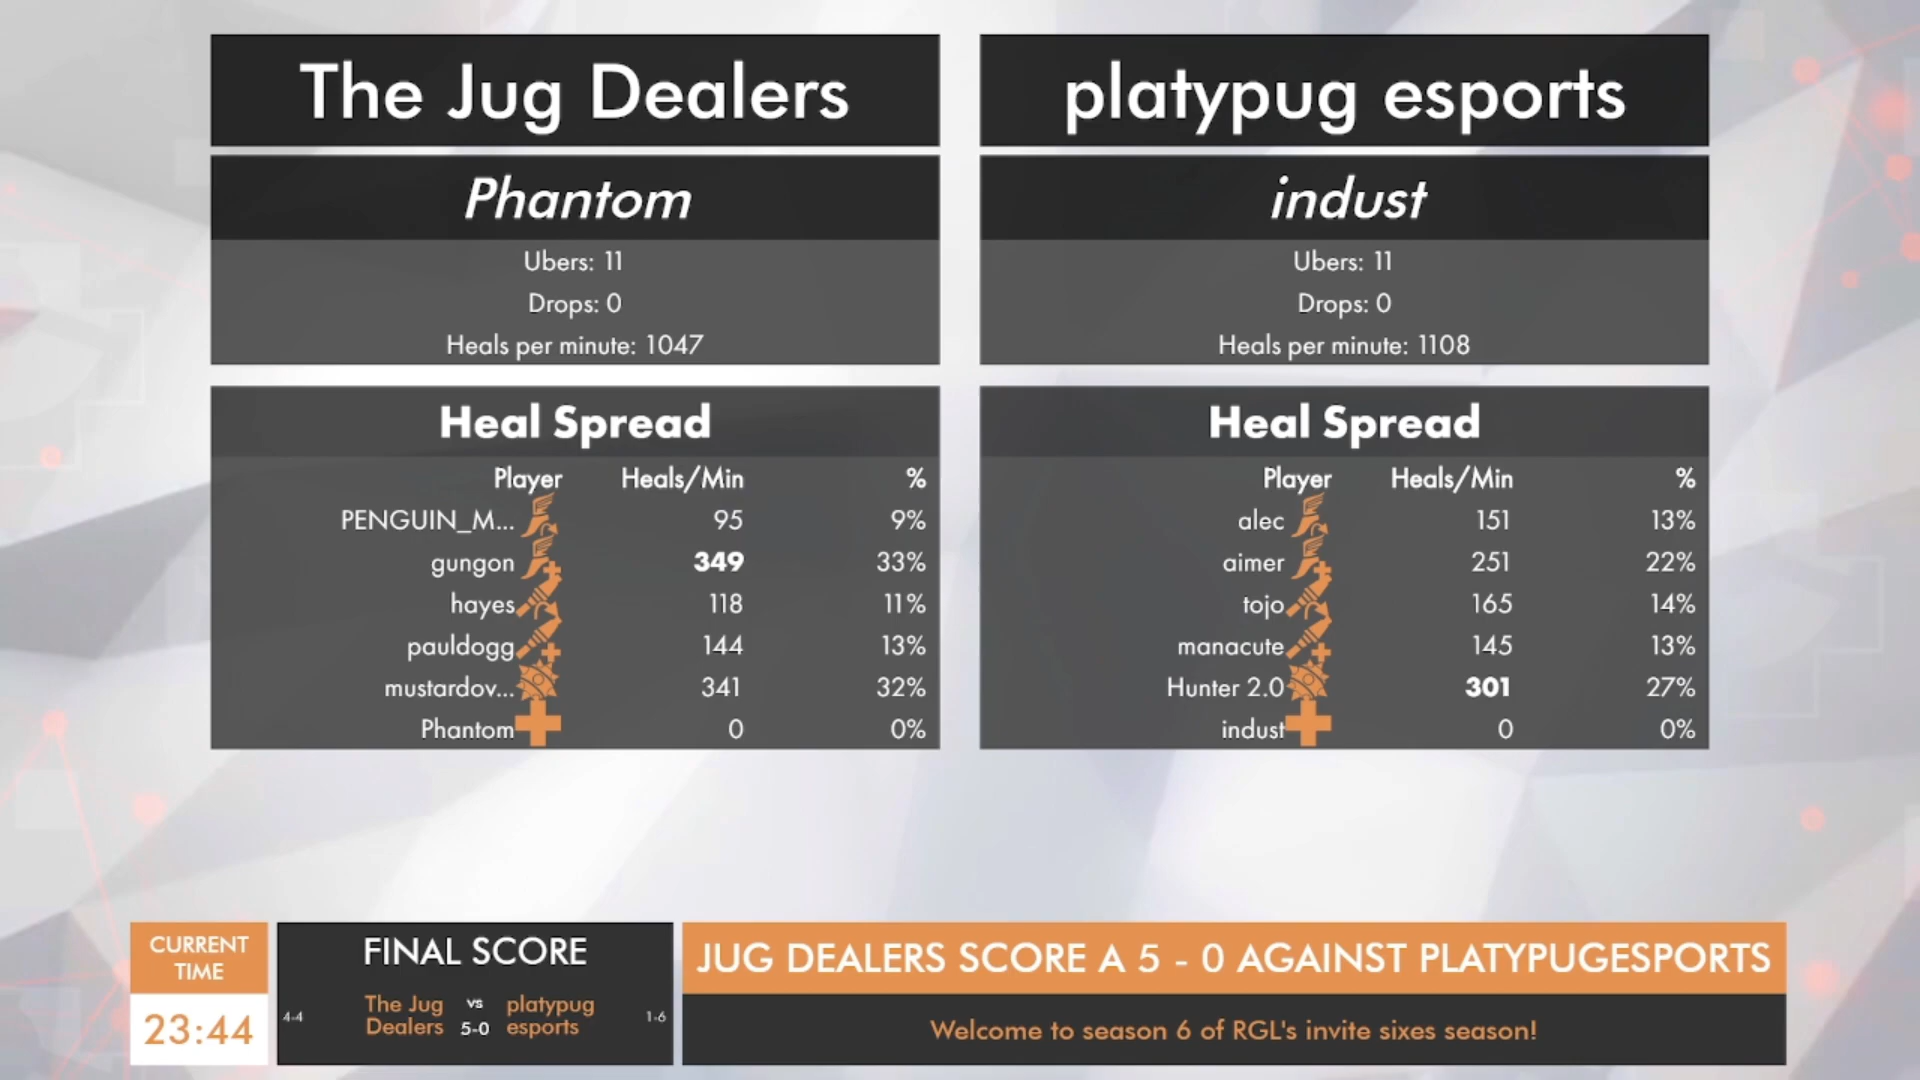 The Jug Dealers
Phantom
Ubers: 11
Drops: 0
Heals per minute: 1047
Heal Spread
Player Heals/Min %
PENGUIN_M... 95 9%
gungon 349 33%
hayes 118 11%
pauldogg 144 13%
mustardov... 341 32%
Phantom 0 0%
platypug esports
indust
Ubers: 11
Drops: 0
Heals per minute: 1108
Heal Spread
Player Heals/Min %
alec 151 13%
aimer 251 22%
tojo 165 14%
manacute 145 13%
Hunter 2.0 301 27%
indust 0 0%
CURRENT
TIME
23:44
FINAL SCORE
4-4
The Jug
Dealers
vs
5-0
platypug
esports
1-6
JUG DEALERS SCORE A 5 - 0 AGAINST PLATYPUGESPORTS
Welcome to season 6 of RGL's invite sixes season!